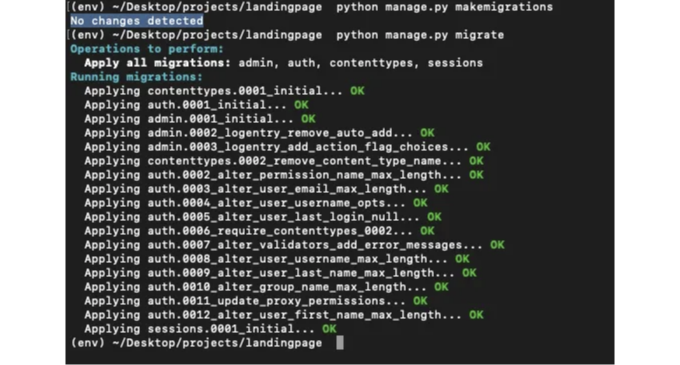 [(env) ~/Desktop/projects/landingpage  python manage.py makemigrations
No changes detected
[(env) ~/Desktop/projects/landingpage  python manage.py migrate
Operations to perform:
  Apply all migrations: admin, auth, contenttypes, sessions
Running migrations:
  Applying contenttypes.0001_initial... OK
  Applying auth.0001_initial... OK
  Applying admin.0001_initial... OK
  Applying admin.0002_logentry_remove_auto_add... OK
  Applying admin.0003_logentry_add_action_flag_choices... OK
  Applying contenttypes.0002_remove_content_type_name... OK
  Applying auth.0002_alter_permission_name_max_length... OK
  Applying auth.0003_alter_user_email_max_length... OK
  Applying auth.0004_alter_user_username_opts... OK
  Applying auth.0005_alter_user_last_login_null... OK
  Applying auth.0006_require_contenttypes_0002... OK
  Applying auth.0007_alter_validators_add_error_messages... OK
  Applying auth.0008_alter_user_username_max_length... OK
  Applying auth.0009_alter_user_last_name_max_length... OK
  Applying auth.0010_alter_group_name_max_length... OK
  Applying auth.0011_update_proxy_permissions... OK
  Applying auth.0012_alter_user_first_name_max_length... OK
  Applying sessions.0001_initial... OK
(env) ~/Desktop/projects/landingpage